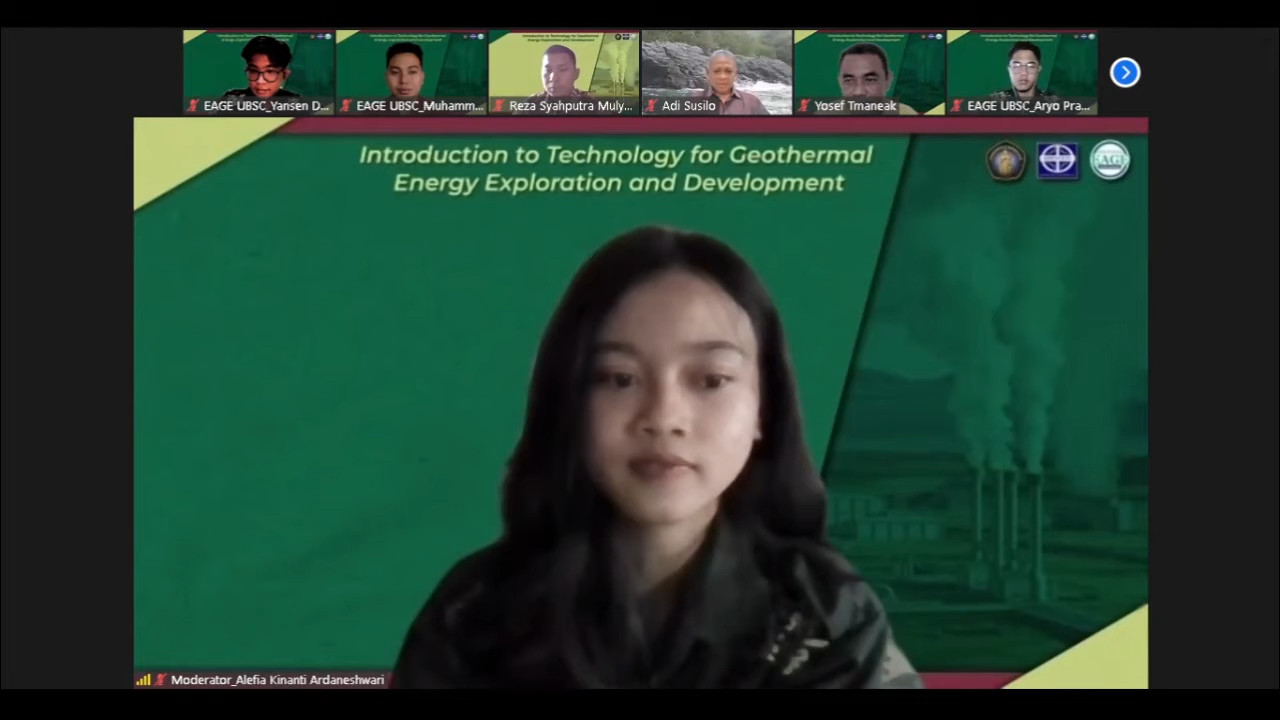 EAGE UBSC_Yansen D...
EAGE UBSC_Muhamm...
Reza Syahputra Muly...
Adi Susilo
Yosef Tmaneak
EAGE UBSC_Aryo Pra...
Introduction to Technology for Geothermal
Energy Exploration and Development
EAGE
Moderator_Alefia Kinanti Ardaneshwari